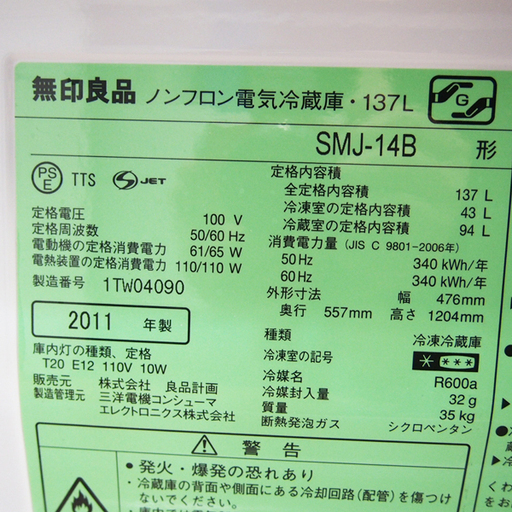 無印良品 ノンフロン電気冷蔵庫・137L
G
SMJ-14B 形
PS E TTS S JET
定格電圧 100 V
定格周波数 50/60 Hz
電動機の定格消費電力 61/65 W
電熱装置の定格消費電力 110/110 W
製造番号 1TW04090
2011 年製
庫内灯の種類、定格
T20 E12 110V 10W
販売元 株式会社 良品計画
製造管理元 三洋電機コンシューマ
エレクトロニクス株式会社
定格内容積
全定格内容積 137 L
冷凍室の定格内容積 43 L
冷蔵室の定格内容積 94 L
消費電力量 (JIS C 9801-2006年)
50Hz 340 kWh/年
60Hz 340 kWh/年
外形寸法 幅 476mm
奥行 557mm 高さ 1204mm
種類 冷凍冷蔵庫
冷凍室の記号
冷媒名 R600a
冷媒封入量 32 g
質量 35 kg
断熱発泡ガス シクロペンタン
警告
・発火・爆発の恐れあり
・冷蔵庫の背面や側面にある冷却回路(配管)を傷つけ
ないでください。